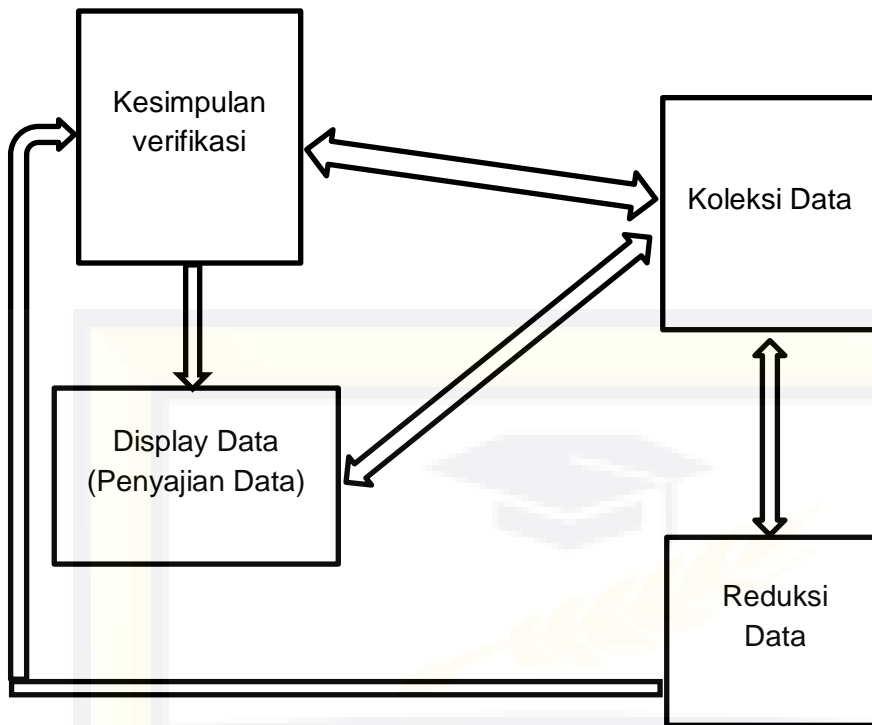 Kesimpulan
verifikasi
Koleksi Data
Display Data
(Penyajian Data)
Reduksi
Data